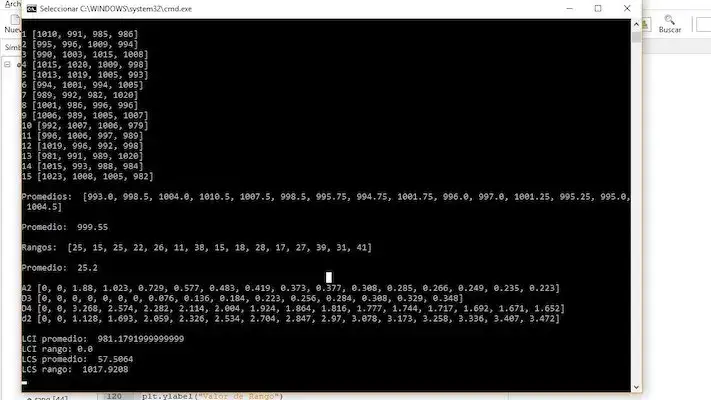 Seleccionar C:\WINDOWS\system32\cmd.exe
Buscar
1 [1010, 991, 985, 986]
2 [995, 996, 1009, 994]
3 [990, 1003, 1015, 1008]
4 [1015, 1020, 1009, 998]
5 [1013, 1019, 1005, 993]
6 [994, 1001, 994, 1005]
7 [989, 992, 982, 1020]
8 [1001, 986, 996, 996]
9 [1006, 989, 1005, 1007]
10 [992, 1007, 1006, 979]
11 [996, 1006, 997, 989]
12 [1019, 996, 992, 998]
13 [981, 991, 989, 1020]
14 [1015, 993, 988, 984]
15 [1023, 1008, 1005, 982]
Promedios: [993.0, 998.5, 1004.0, 1010.5, 1007.5, 998.5, 995.75, 994.75, 1001.75, 996.0, 997.0, 1001.25, 995.25, 995.0,
1004.5]
Promedio: 999.55
Rangos: [25, 15, 25, 22, 26, 11, 38, 15, 18, 28, 17, 27, 39, 31, 41]
Promedio: 25.2
A2 [0, 0, 1.88, 1.023, 0.729, 0.577, 0.483, 0.419, 0.373, 0.377, 0.308, 0.285, 0.266, 0.249, 0.235, 0.223]
D3 [0, 0, 0, 0, 0, 0, 0, 0.076, 0.136, 0.184, 0.223, 0.256, 0.284, 0.308, 0.329, 0.348]
D4 [0, 0, 3.268, 2.574, 2.282, 2.114, 2.004, 1.924, 1.864, 1.816, 1.777, 1.744, 1.717, 1.692, 1.671, 1.652]
d2 [0, 0, 1.128, 1.693, 2.059, 2.326, 2.534, 2.704, 2.847, 2.97, 3.078, 3.173, 3.258, 3.336, 3.407, 3.472]
LCI promedio: 981.1791999999999
LCI rango: 0.0
LCS promedio: 57.5064
LCS rango: 1017.9208
120 plt.ylabel("Valor de Rango")